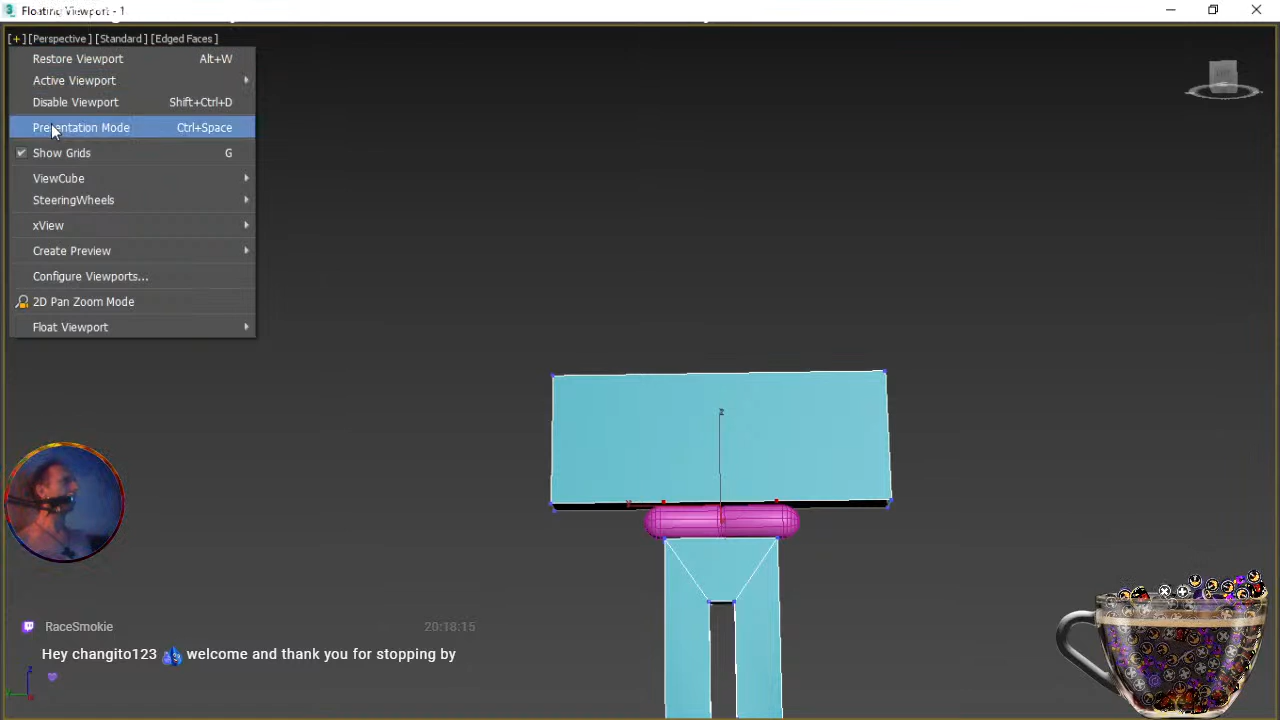 Floating Viewport - 1
[+] [Perspective] [Standard] [Edged Faces]
Restore Viewport Alt+W
Active Viewport
Disable Viewport Shift+Ctrl+D
Presentation Mode Ctrl+Space
Show Grids G
ViewCube
SteeringWheels
xView
Create Preview
Configure Viewports...
2D Pan Zoom Mode
Float Viewport
z
RaceSmokie 20:18:15
Hey changito123 welcome and thank you for stopping by